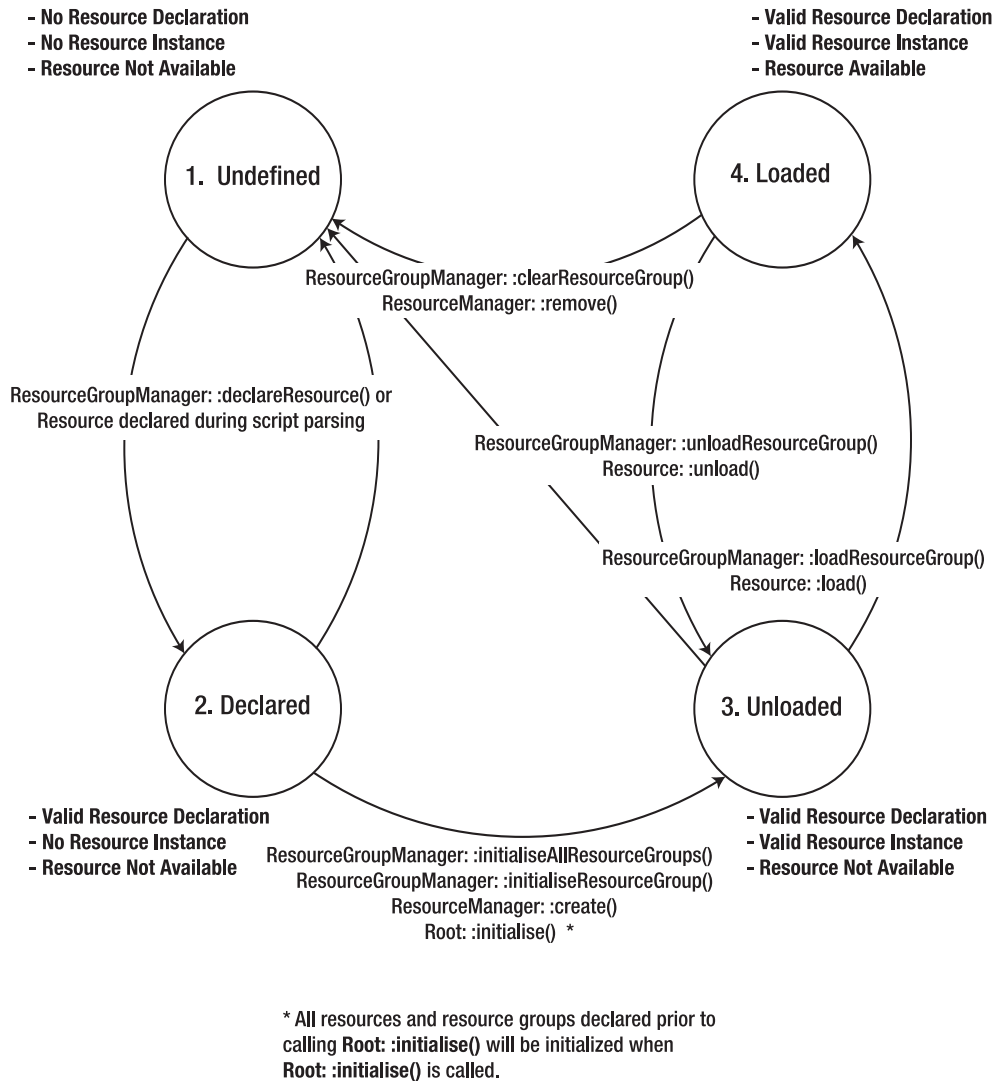 - No Resource Declaration
- No Resource Instance
- Resource Not Available
- Valid Resource Declaration
- Valid Resource Instance
- Resource Available
1. Undefined
4. Loaded
ResourceGroupManager: :clearResourceGroup()
ResourceManager: :remove()
ResourceGroupManager: :declareResource() or
Resource declared during script parsing
ResourceGroupManager: :unloadResourceGroup()
Resource: :unload()
ResourceGroupManager: :loadResourceGroup()
Resource: :load()
2. Declared
3. Unloaded
- Valid Resource Declaration
- No Resource Instance
- Resource Not Available
- Valid Resource Declaration
- Valid Resource Instance
- Resource Not Available
ResourceGroupManager: :initialiseAllResourceGroups()
ResourceGroupManager: :initialiseResourceGroup()
ResourceManager: :create()
Root: :initialise() *
* All resources and resource groups declared prior to
calling Root: :initialise() will be initialized when
Root: :initialise() is called.